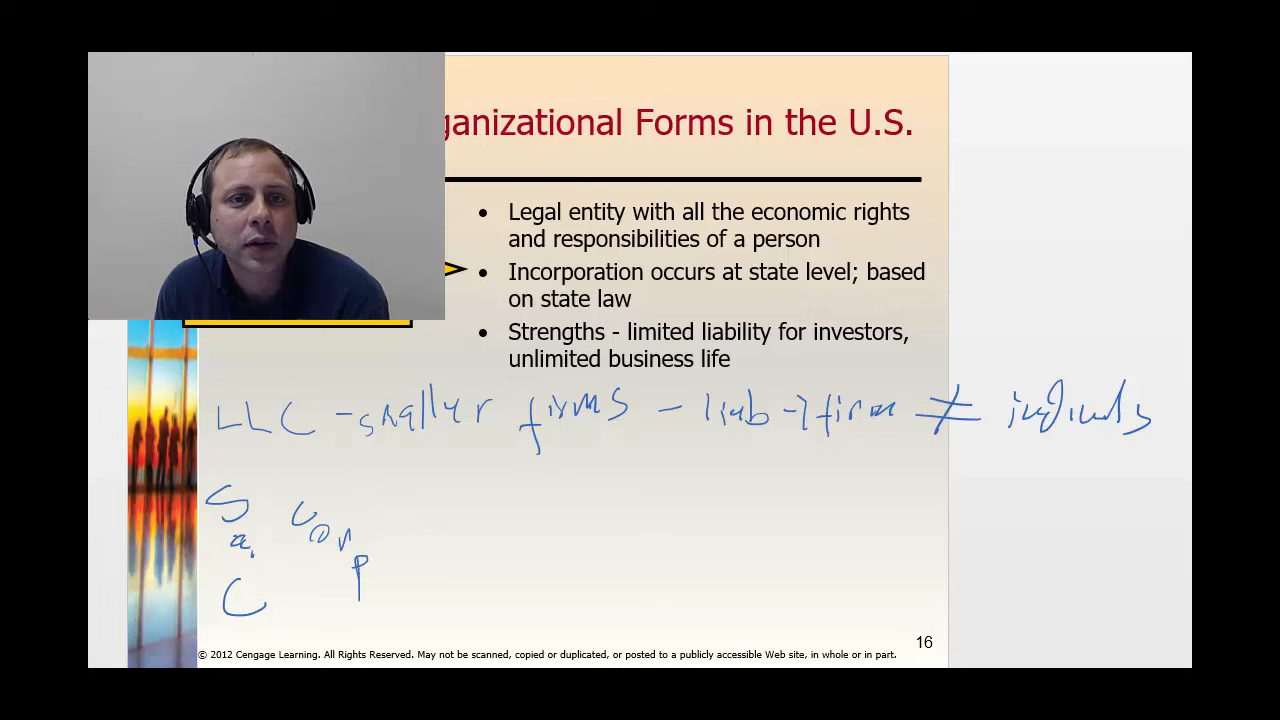 ganizational Forms in the U.S.
• Legal entity with all the economic rights
and responsibilities of a person
• Incorporation occurs at state level; based
on state law
• Strengths - limited liability for investors,
unlimited business life
LLC - smaller firms - liab → firm ≠
S corp
C
16
© 2012 Cengage Learning. All Rights Reserved. May not be scanned, copied or duplicated, or posted to a publicly accessible Web site, in whole or in part.